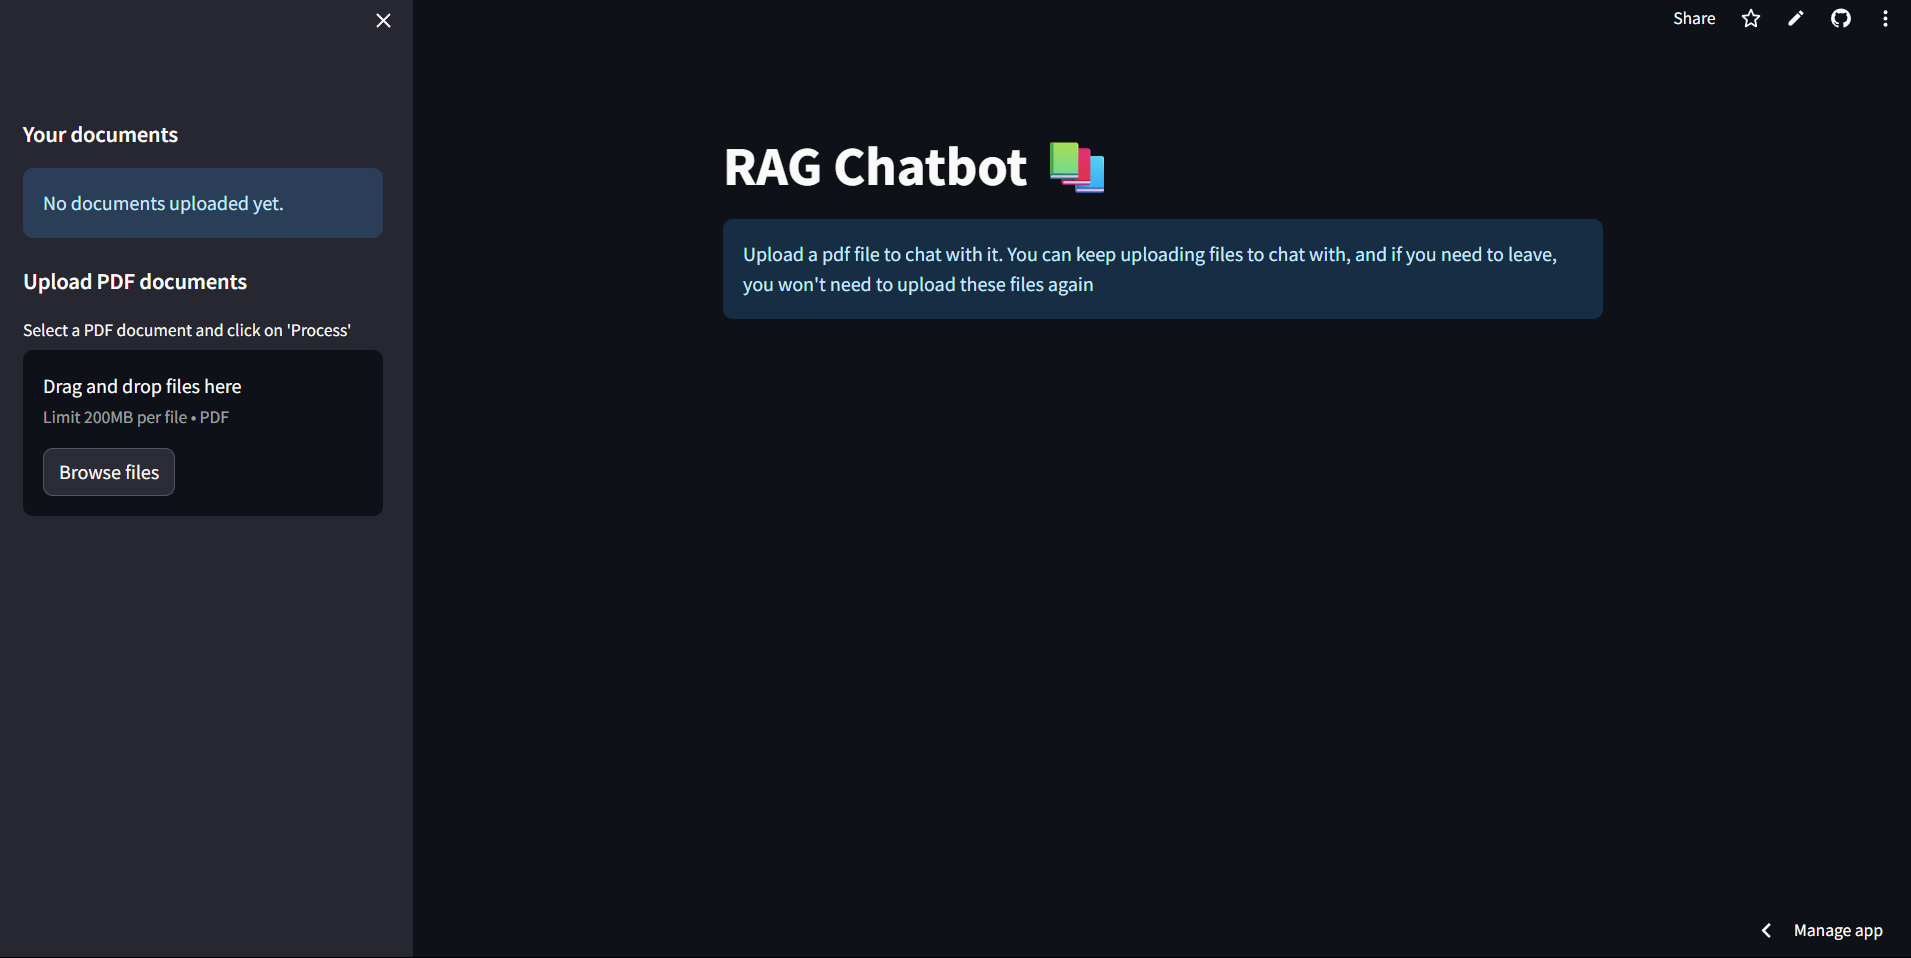 Your documents
No documents uploaded yet.
Upload PDF documents
Select a PDF document and click on 'Process'
Drag and drop files here
Limit 200MB per file • PDF
Browse files
Share
RAG Chatbot
Upload a pdf file to chat with it. You can keep uploading files to chat with, and if you need to leave,
you won't need to upload these files again
Manage app